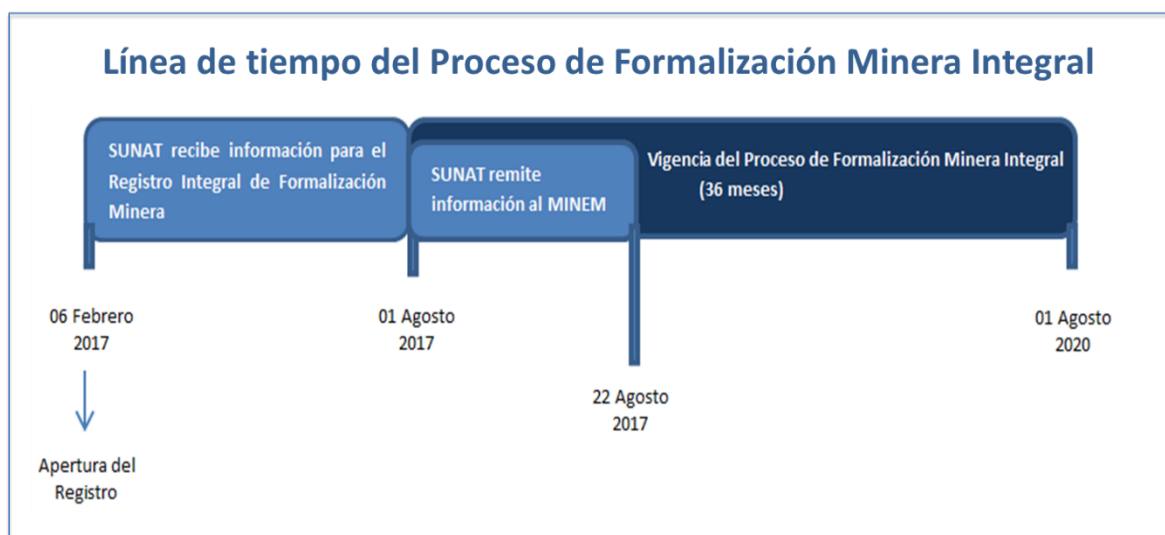 Línea de tiempo del Proceso de Formalización Minera Integral
SUNAT recibe información para el
Registro Integral de Formalización
Minera
SUNAT remite
información al MINEM
Vigencia del Proceso de Formalización Minera Integral
(36 meses)
06 Febrero
2017
01 Agosto
2017
22 Agosto
2017
01 Agosto
2020
Apertura del
Registro